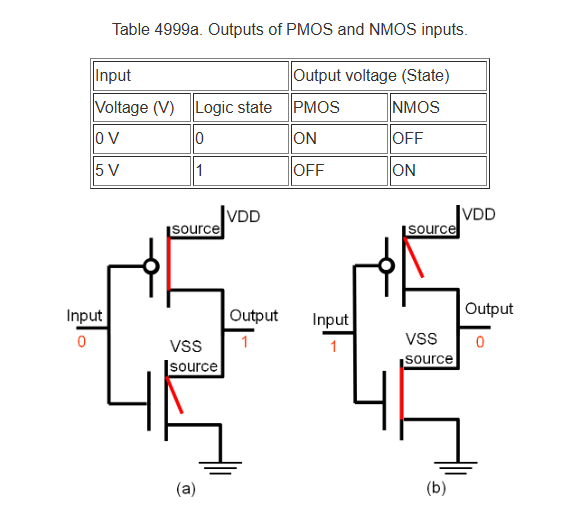 Table 4999a. Outputs of PMOS and NMOS inputs.
Input Output voltage (State)
Voltage (V) Logic state PMOS NMOS
0 V 0 ON OFF
5 V 1 OFF ON
VDD
source
Input
0
Output
1
VSS
source
(a)
VDD
source
Input
1
Output
0
VSS
source
(b)